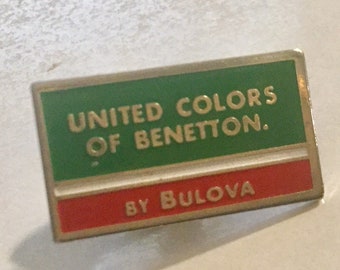 UNITED COLORS
OF BENETTON.
BY BULOVA